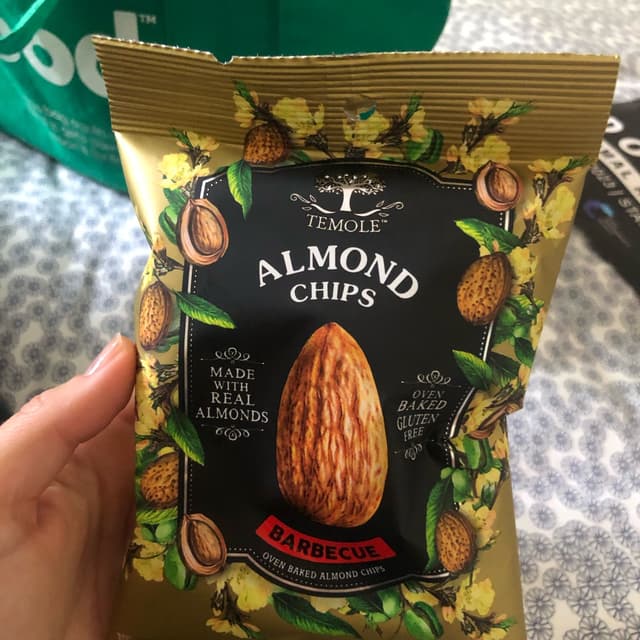 TEMOLE™
ALMOND
CHIPS
MADE
WITH
REAL
ALMONDS
OVEN
BAKED
GLUTEN
FREE
BARBECUE
OVEN BAKED ALMOND CHIPS